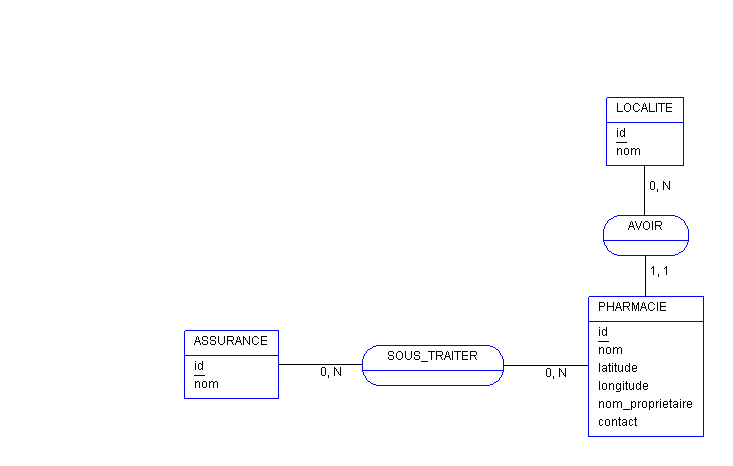 LOCALITE
id
nom
0, N
AVOIR
1, 1
PHARMACIE
id
nom
latitude
longitude
nom_proprietaire
contact
ASSURANCE
id
nom
0, N
SOUS_TRAITER
0, N